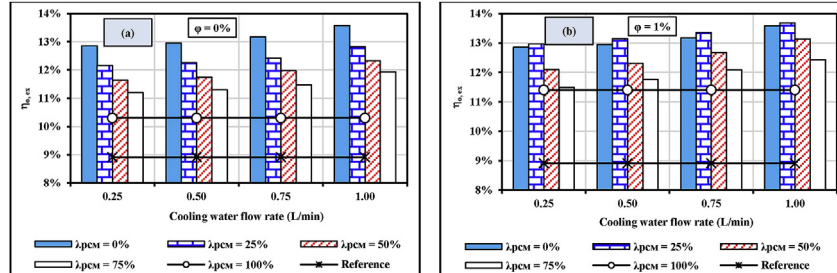 (a)
φ = 0%
14%
13%
12%
11%
10%
9%
8%
ηo, ex
0.25 0.50 0.75 1.00
Cooling water flow rate (L/min)
λPCM = 0% λPCM = 25% λPCM = 50%
λPCM = 75% λPCM = 100% Reference
(b)
φ = 1%
14%
13%
12%
11%
10%
9%
8%
ηo, ex
0.25 0.50 0.75 1.00
Cooling water flow rate (L/min)
λPCM = 0% λPCM = 25% λPCM = 50%
λPCM = 75% λPCM = 100% Reference